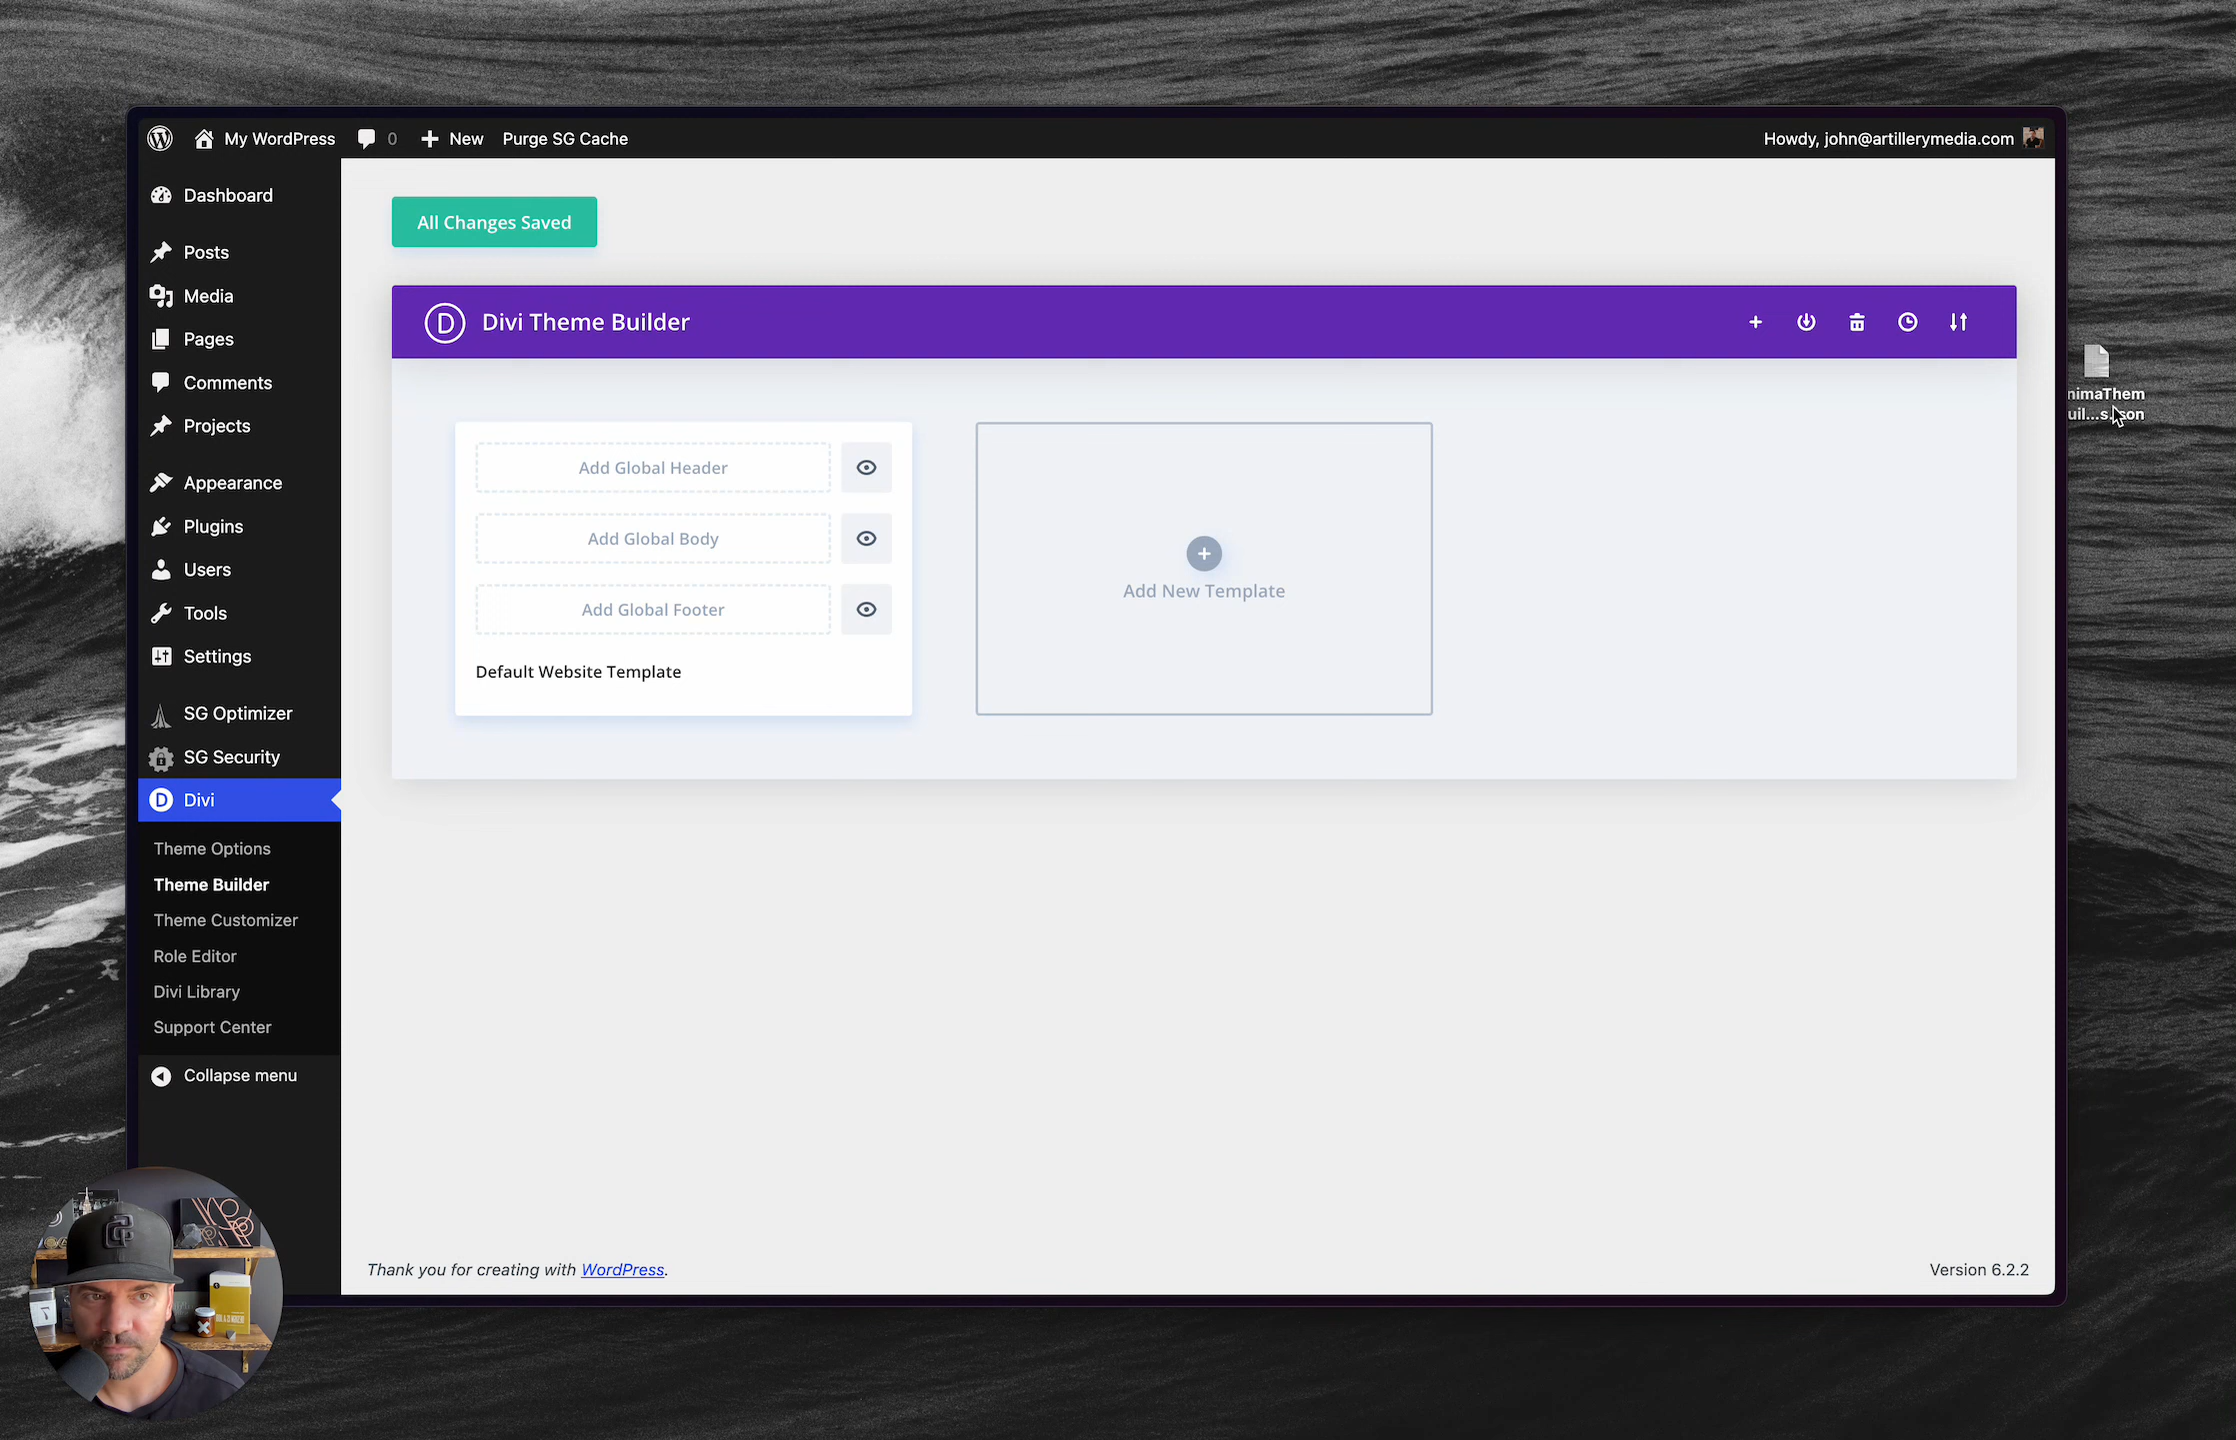 My WordPress
0
New
Purge SG Cache
Howdy, john@artillerymedia.com
Dashboard
Posts
Media
Pages
Comments
Projects
Appearance
Plugins
Users
Tools
Settings
SG Optimizer
SG Security
Divi
Theme Options
Theme Builder
Theme Customizer
Role Editor
Divi Library
Support Center
Collapse menu
All Changes Saved
D
Divi Theme Builder
Add Global Header
Add Global Body
Add Global Footer
Default Website Template
Add New Template
nimaThem
Thank you for creating with WordPress.
Version 6.2.2